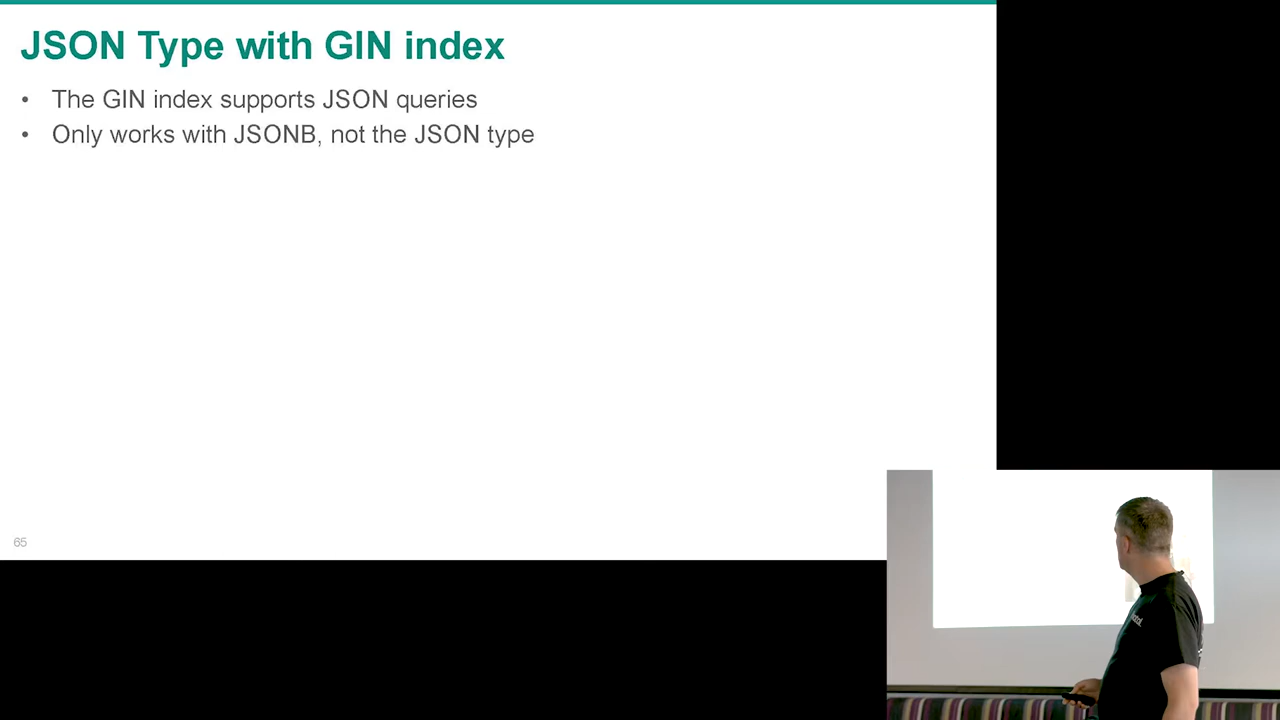 JSON Type with GIN index
• The GIN index supports JSON queries
• Only works with JSONB, not the JSON type
65